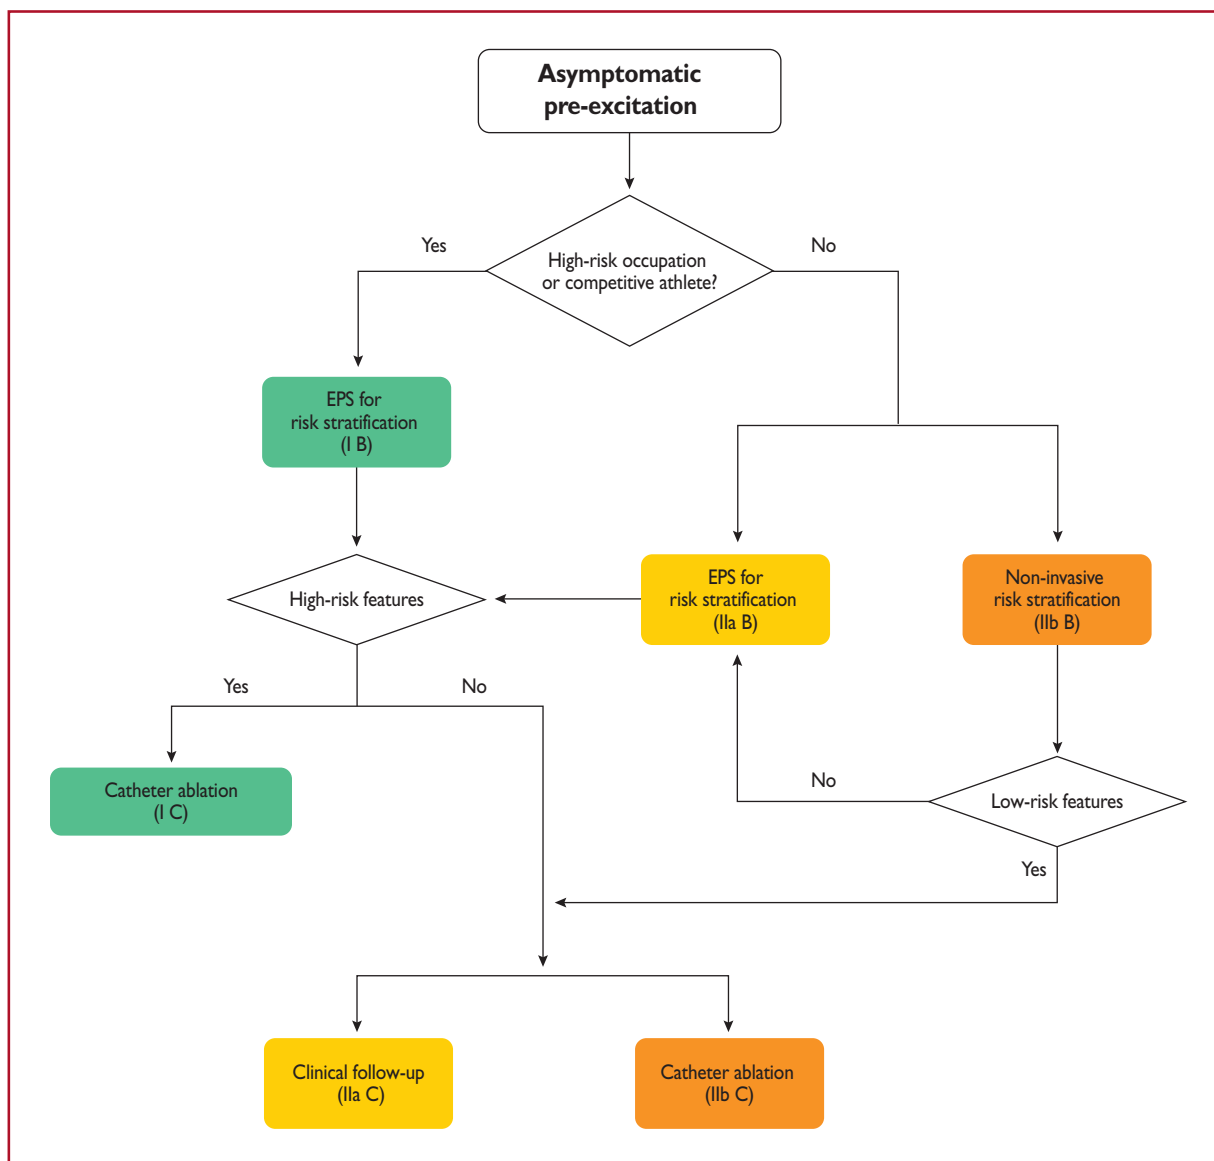 Asymptomatic
pre-excitation
Yes
No
High-risk occupation
or competitive athlete?
EPS for
risk stratification
(I B)
High-risk features
EPS for
risk stratification
(IIa B)
Non-invasive
risk stratification
(IIb B)
Yes
No
Catheter ablation
(I C)
No
Low-risk features
Yes
Clinical follow-up
(IIa C)
Catheter ablation
(IIb C)